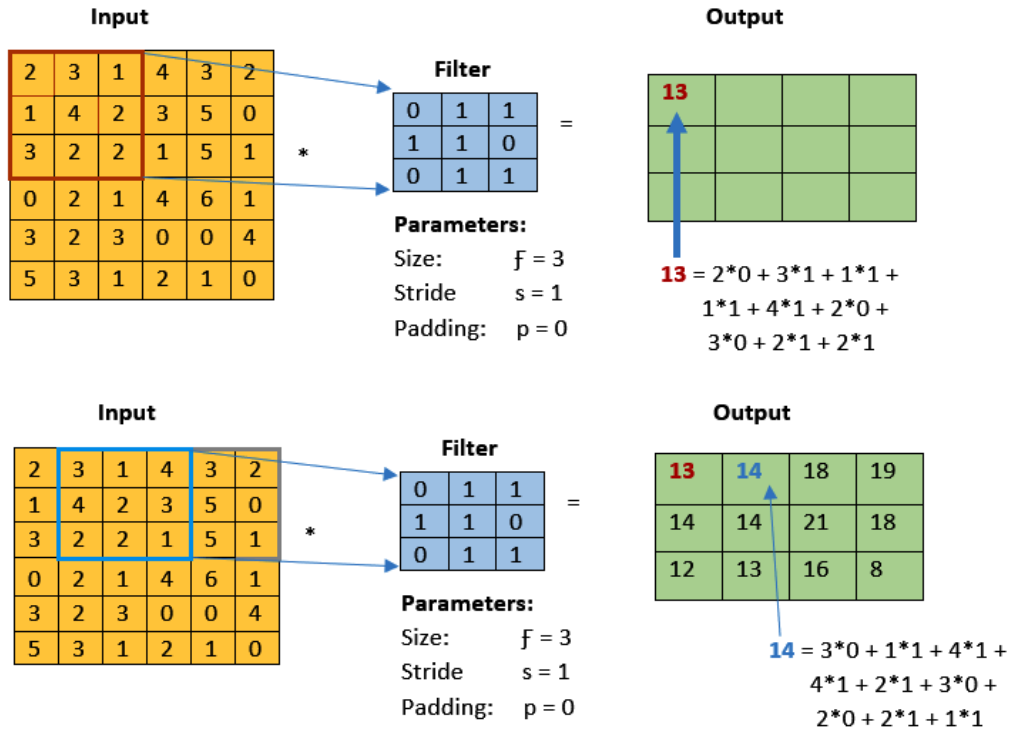 Input
Output
2 3 1 4 3 2
1 4 2 3 5 0
3 2 2 1 5 1
0 2 1 4 6 1
3 2 3 0 0 4
5 3 1 2 1 0
*
Filter
0 1 1
1 1 0
0 1 1
=
Parameters:
Size: ƒ = 3
Stride s = 1
Padding: p = 0
13
13 = 2*0 + 3*1 + 1*1 +
1*1 + 4*1 + 2*0 +
3*0 + 2*1 + 2*1
Input
Output
2 3 1 4 3 2
1 4 2 3 5 0
3 2 2 1 5 1
0 2 1 4 6 1
3 2 3 0 0 4
5 3 1 2 1 0
*
Filter
0 1 1
1 1 0
0 1 1
=
Parameters:
Size: ƒ = 3
Stride s = 1
Padding: p = 0
13 14 18 19
14 14 21 18
12 13 16 8
14 = 3*0 + 1*1 + 4*1 +
4*1 + 2*1 + 3*0 +
2*0 + 2*1 + 1*1